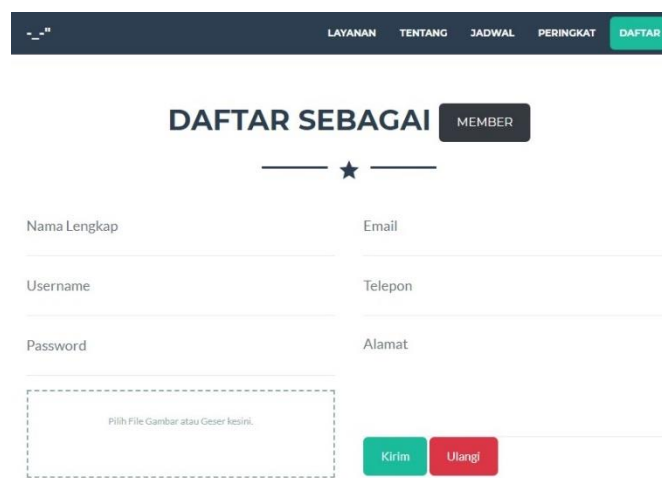 -_-"
LAYANAN TENTANG JADWAL PERINGKAT DAFTAR
DAFTAR SEBAGAI MEMBER
Nama Lengkap
Email
Username
Telepon
Password
Alamat
Pilih File Gambar atau Geser kesini.
Kirim Ulangi